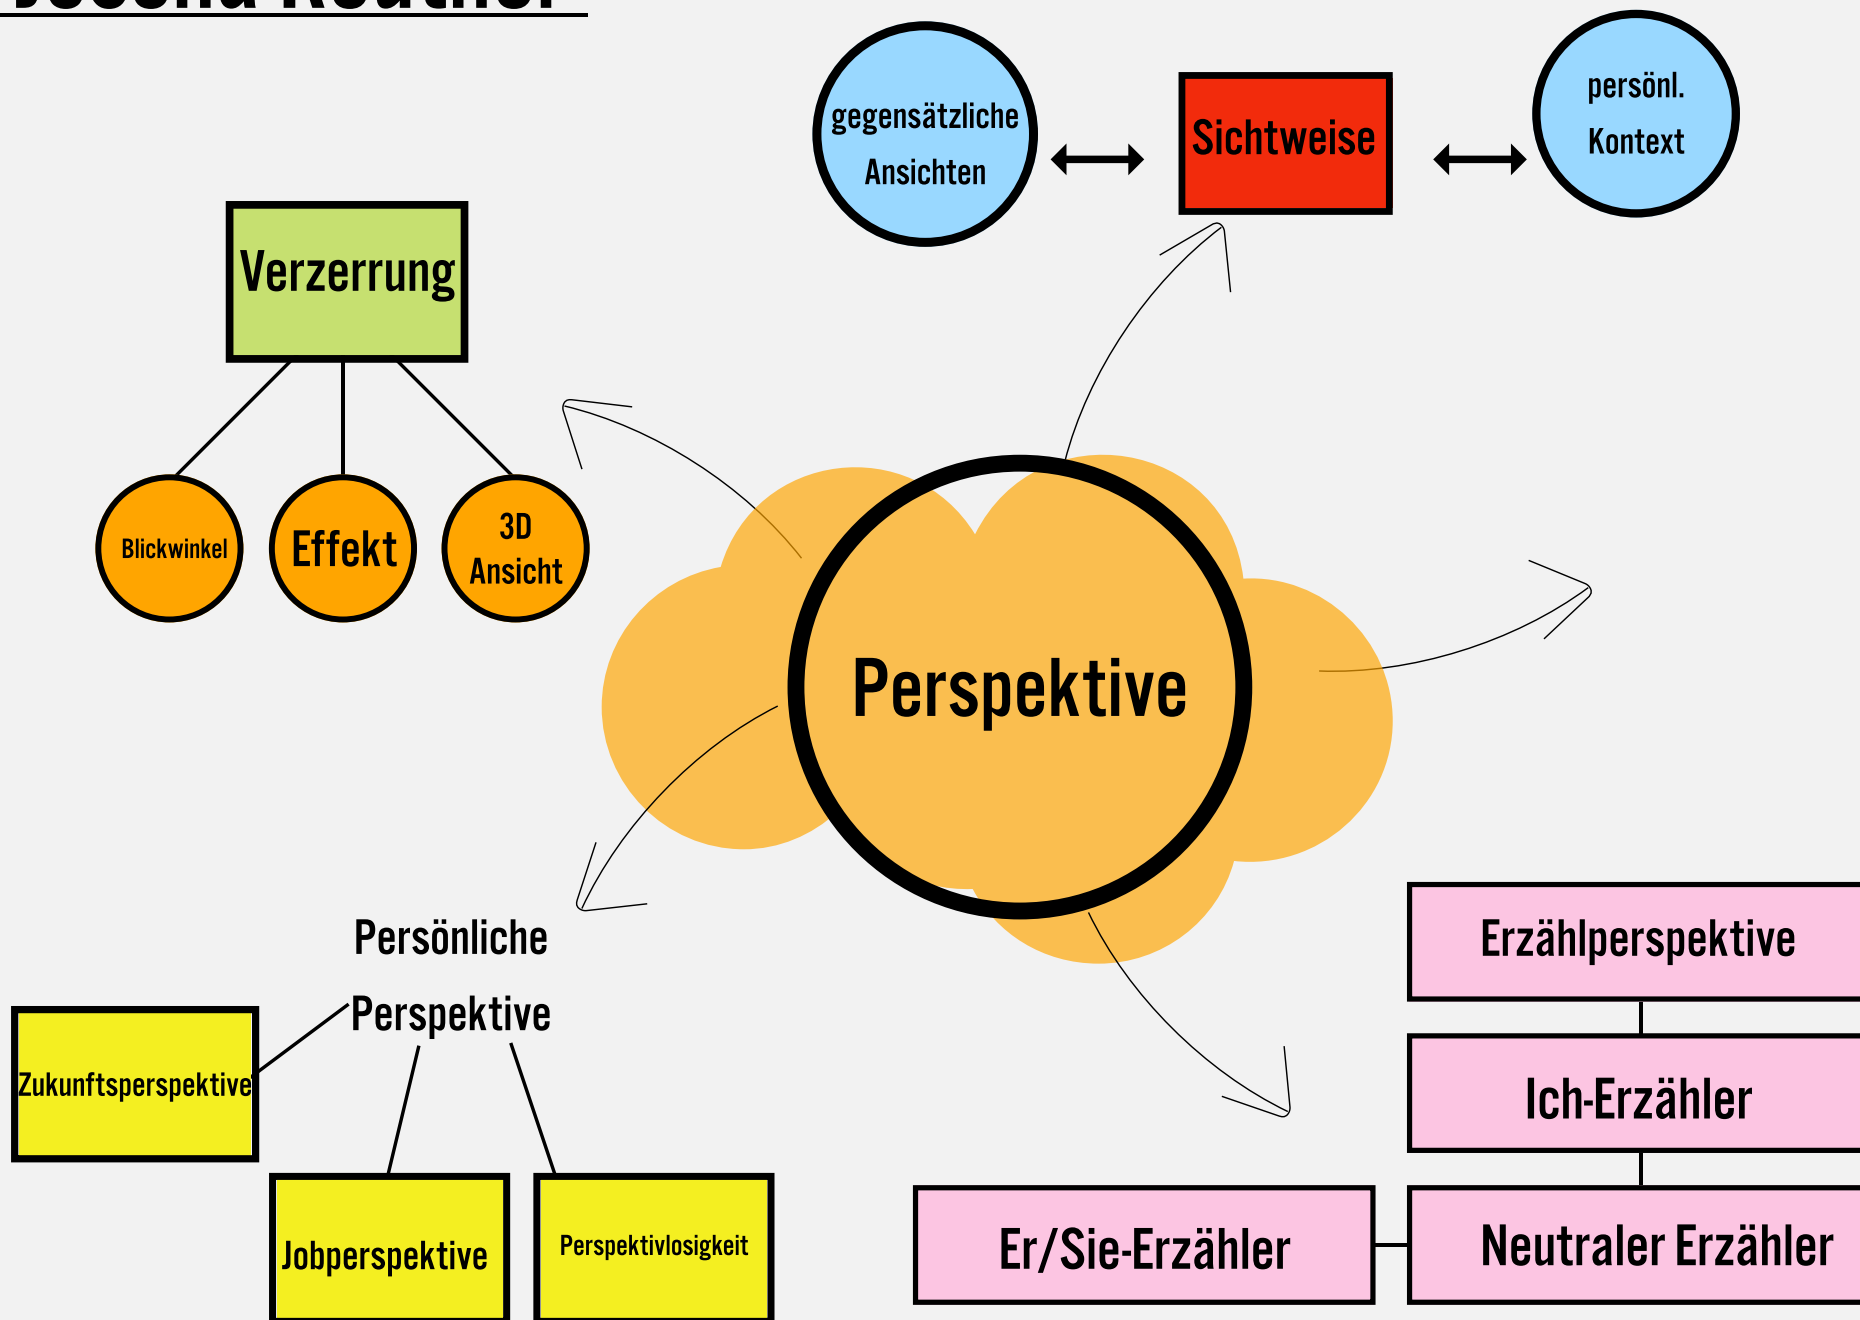 gegensätzliche
Ansichten
Sichtweise
persönl.
Kontext
Verzerrung
Blickwinkel
Effekt
3D
Ansicht
Perspektive
Persönliche
Perspektive
Zukunftsperspektive
Jobperspektive
Perspektivlosigkeit
Erzählperspektive
Ich-Erzähler
Er/Sie-Erzähler
Neutraler Erzähler